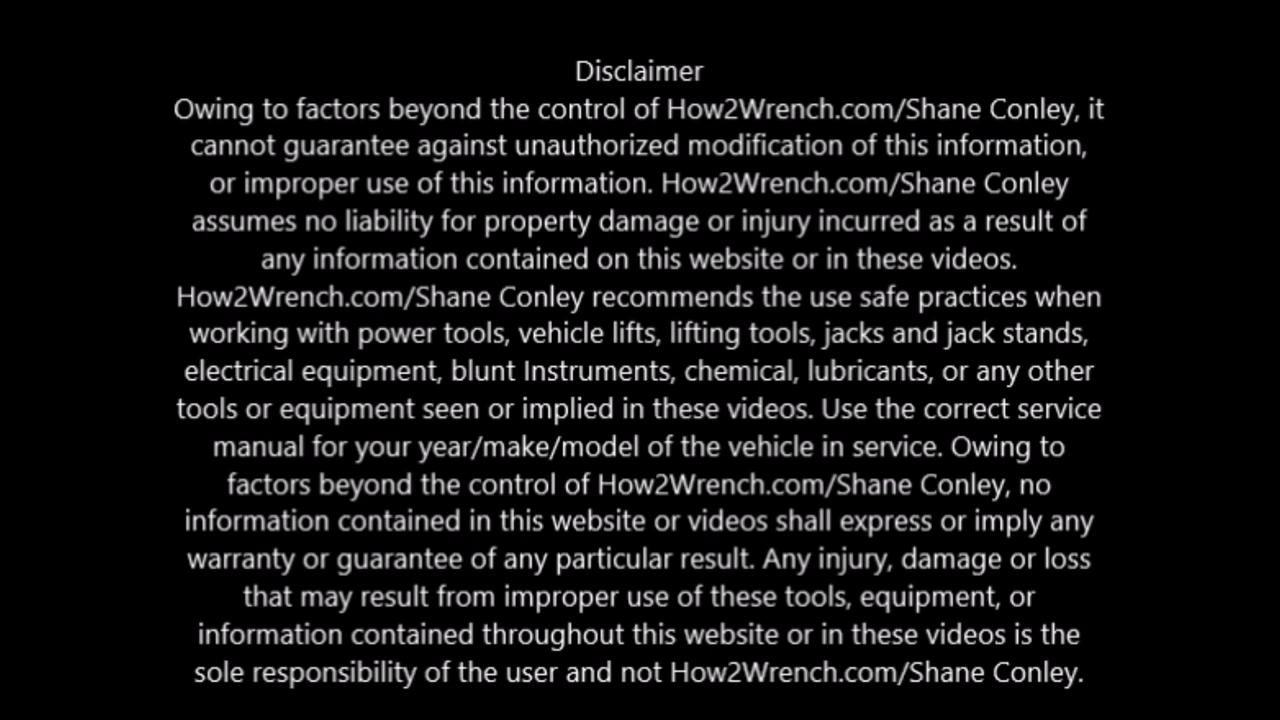 Disclaimer
Owing to factors beyond the control of How2Wrench.com/Shane Conley, it
cannot guarantee against unauthorized modification of this information,
or improper use of this information. How2Wrench.com/Shane Conley
assumes no liability for property damage or injury incurred as a result of
any information contained on this website or in these videos.
How2Wrench.com/Shane Conley recommends the use safe practices when
working with power tools, vehicle lifts, lifting tools, jacks and jack stands,
electrical equipment, blunt Instruments, chemical, lubricants, or any other
tools or equipment seen or implied in these videos. Use the correct service
manual for your year/make/model of the vehicle in service. Owing to
factors beyond the control of How2Wrench.com/Shane Conley, no
information contained in this website or videos shall express or imply any
warranty or guarantee of any particular result. Any injury, damage or loss
that may result from improper use of these tools, equipment, or
information contained throughout this website or in these videos is the
sole responsibility of the user and not How2Wrench.com/Shane Conley.